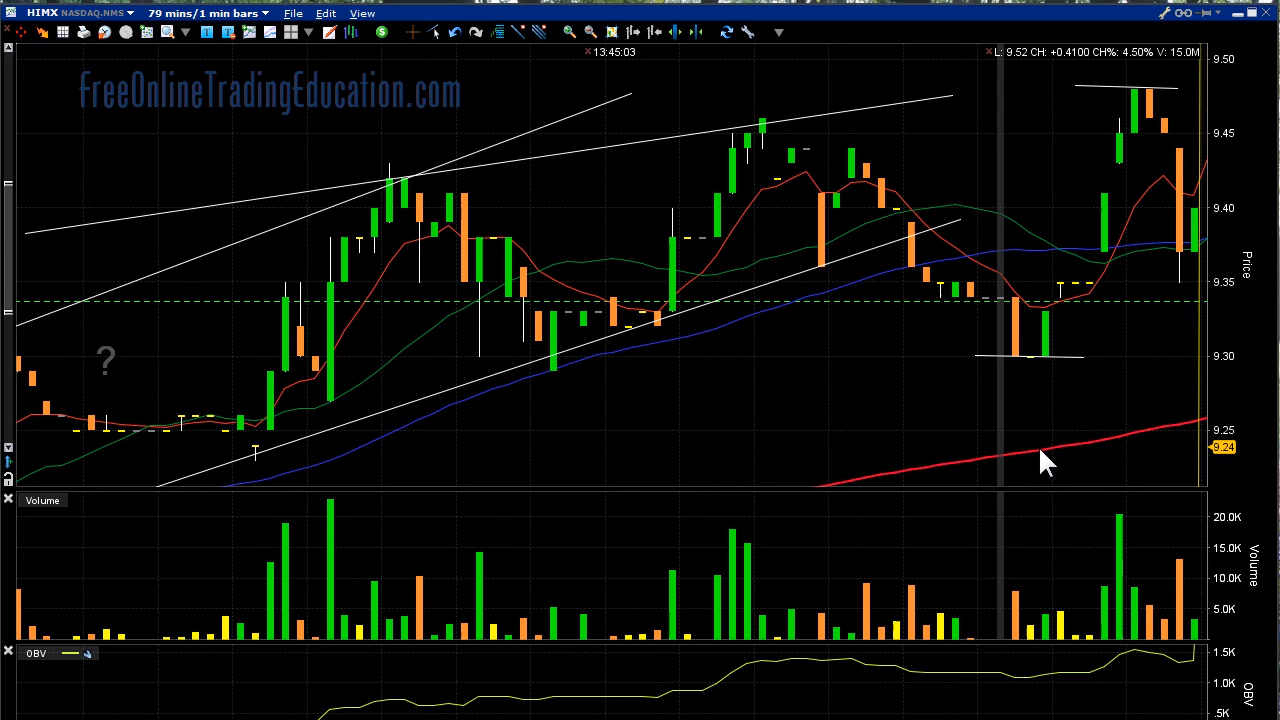 HIMX NASDAQ.NMS 79 mins/1 min bars File Edit View
13:45:03
L: 9.52 CH: +0.4100 CH%: 4.50% V: 15.0M
FreeOnlineTradingEducation.com
?
9.50
9.45
9.40
9.35
9.30
9.25
9.24
Price
Volume
20.0K
15.0K
10.0K
5.0K
Volume
OBV
1.5K
1.0K
.5K
OBV